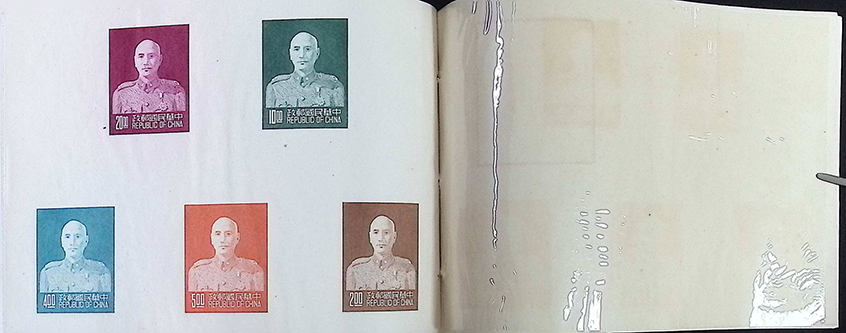 20.00 中華民國郵政
REPUBLIC OF CHINA
10.00 中華民國郵政
REPUBLIC OF CHINA
4.00 中華民國郵政
REPUBLIC OF CHINA
5.00 中華民國郵政
REPUBLIC OF CHINA
2.00 中華民國郵政
REPUBLIC OF CHINA